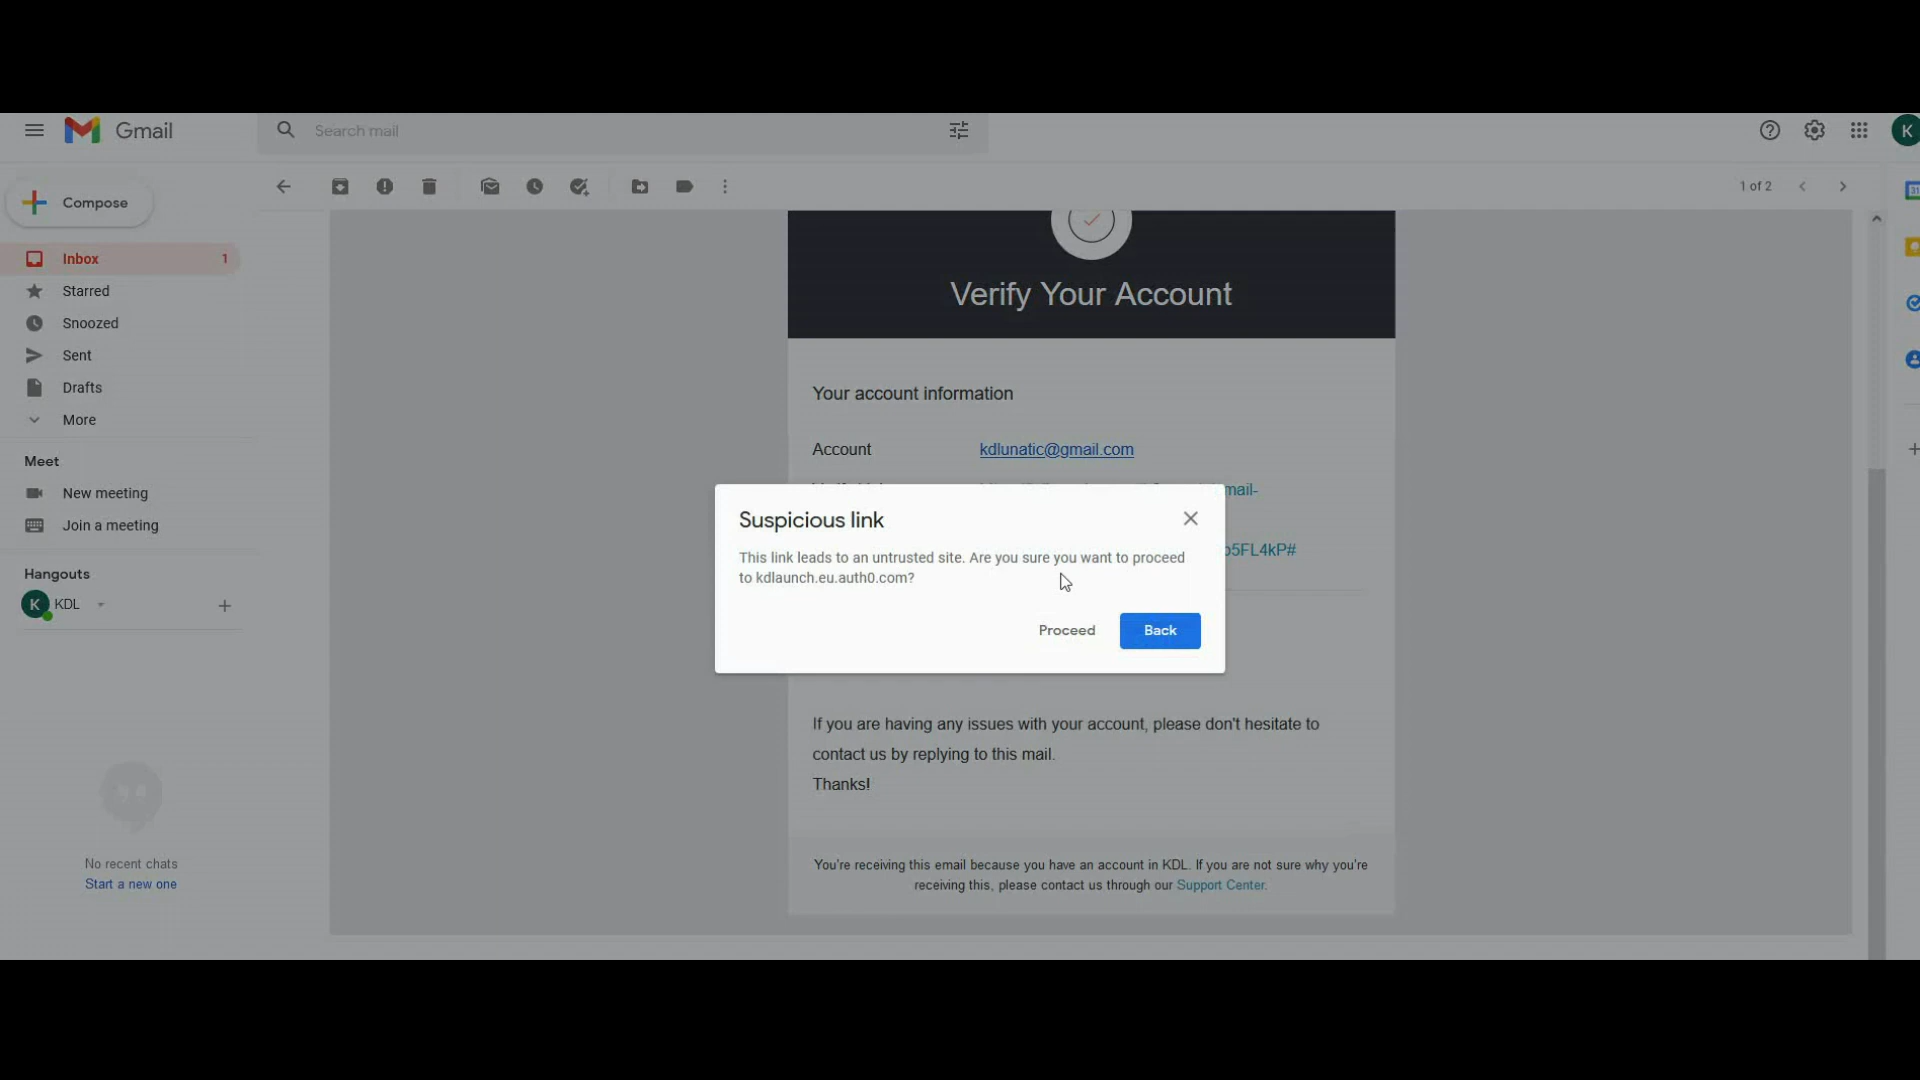 Gmail
Search mail
K
Compose
1 of 2
Inbox 1
Starred
Snoozed
Sent
Drafts
More
Meet
New meeting
Join a meeting
Hangouts
K KDL
No recent chats
Start a new one
Verify Your Account
Your account information
Account kdlunatic@gmail.com
mail-
5FL4kP#
Suspicious link
This link leads to an untrusted site. Are you sure you want to proceed
to kdlaunch.eu.auth0.com?
Proceed Back
If you are having any issues with your account, please don't hesitate to
contact us by replying to this mail.
Thanks!
You're receiving this email because you have an account in KDL. If you are not sure why you're
receiving this, please contact us through our Support Center.